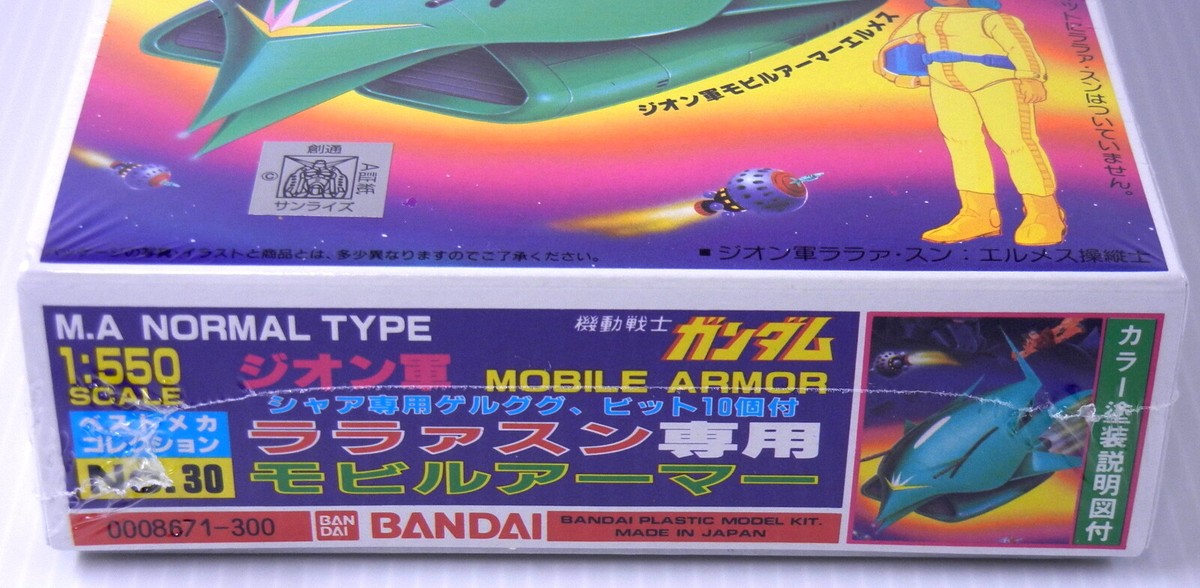 ットにララァ・スンはついていません。
ジオン軍モビルアーマーエルメス
創通
A証紙
©
サンライズ
イラストと商品とは、多少異なりますのでご了承ください。
■ジオン軍ララァ・スン:エルメス操縦士
M.A NORMAL TYPE
機動戦士 ガンダム
1:550
SCALE
ジオン軍
MOBILE ARMOR
シャア専用ゲルググ、ビット10個付
ベストメカ
コレクション
No.30
ララァスン専用
モビルアーマー
カラー塗装説明図付
0008671-300
BAN
DAI
BANDAI
BANDAI PLASTIC MODEL KIT.
MADE IN JAPAN